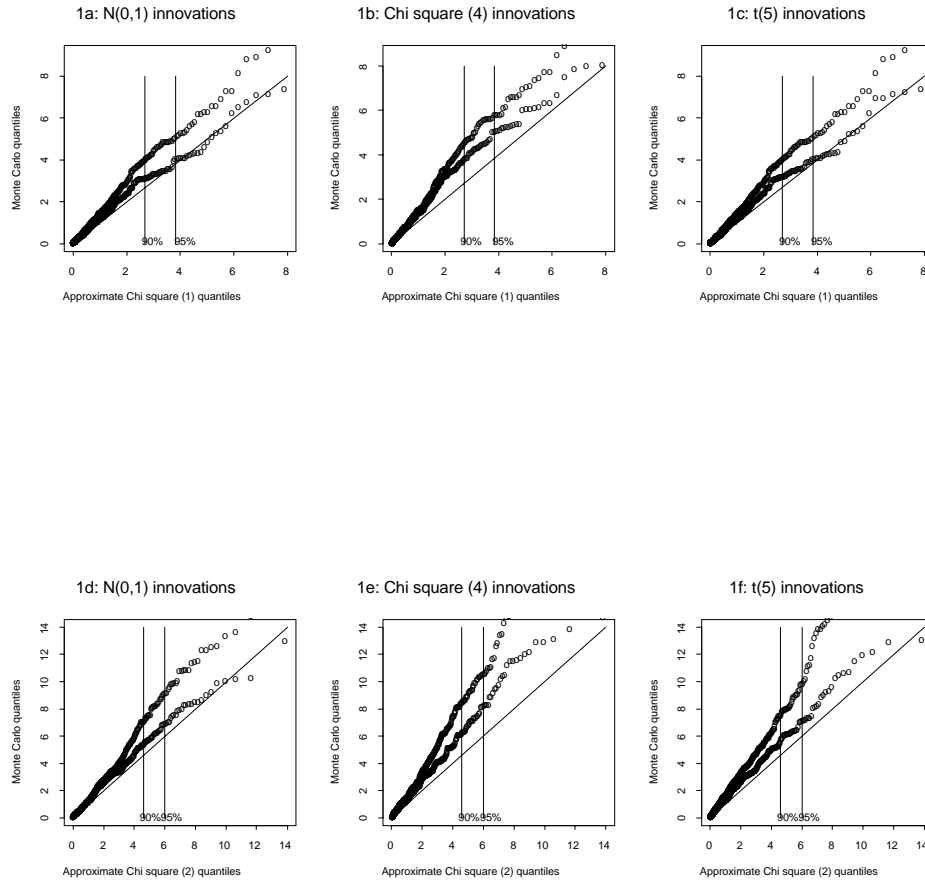 1a: N(0,1) innovations
Monte Carlo quantiles
0 2 4 6 8
90% 95%
0 2 4 6 8
Approximate Chi square (1) quantiles
1b: Chi square (4) innovations
Monte Carlo quantiles
0 2 4 6 8
90% 95%
0 2 4 6 8
Approximate Chi square (1) quantiles
1c: t(5) innovations
Monte Carlo quantiles
0 2 4 6 8
90% 95%
0 2 4 6 8
Approximate Chi square (1) quantiles
1d: N(0,1) innovations
Monte Carlo quantiles
0 2 4 6 8 10 12 14
90% 95%
0 2 4 6 8 10 12 14
Approximate Chi square (2) quantiles
1e: Chi square (4) innovations
Monte Carlo quantiles
0 2 4 6 8 10 12 14
90% 95%
0 2 4 6 8 10 12 14
Approximate Chi square (2) quantiles
1f: t(5) innovations
Monte Carlo quantiles
0 2 4 6 8 10 12 14
90% 95%
0 2 4 6 8 10 12 14
Approximate Chi square (2) quantiles